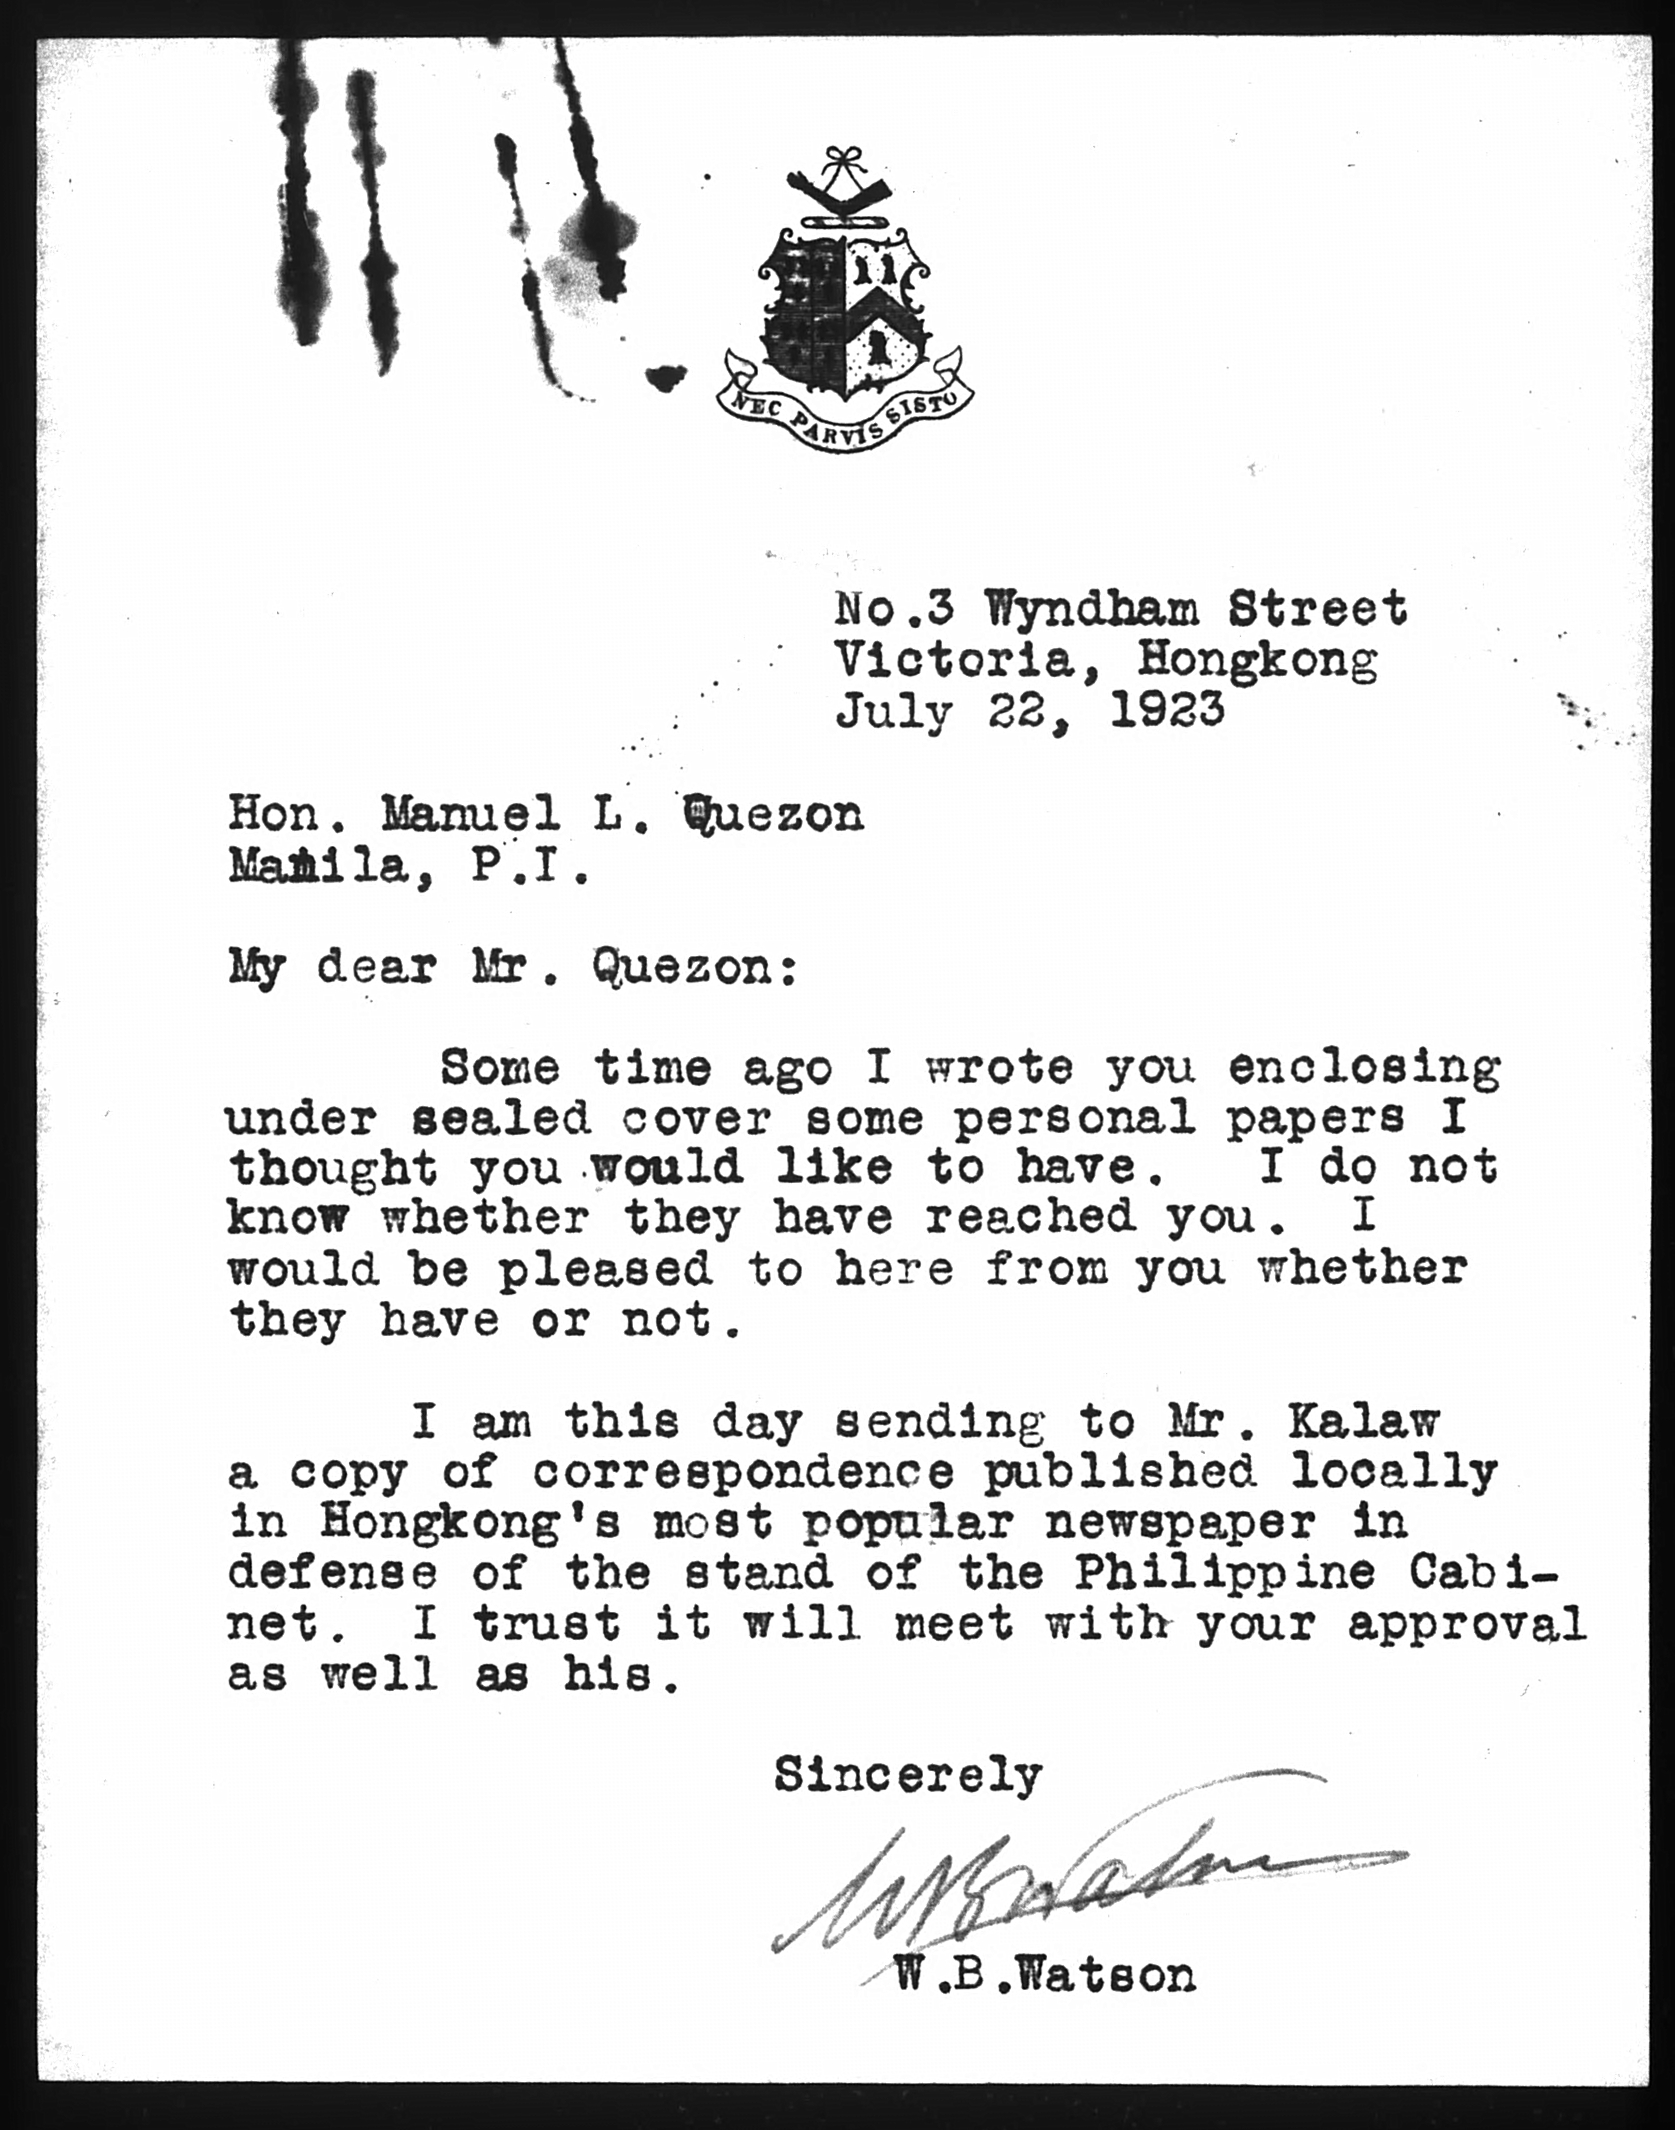 NEC PARVIS SISTO
No.3 Wyndham Street
Victoria, Hongkong
July 22, 1923
Hon. Manuel L. Quezon
Manila, P.I.
My dear Mr. Quezon:
Some time ago I wrote you enclosing
under sealed cover some personal papers I
thought you would like to have. I do not
know whether they have reached you. I
would be pleased to here from you whether
they have or not.
I am this day sending to Mr. Kalaw
a copy of correspondence published locally
in Hongkong's most popular newspaper in
defense of the stand of the Philippine Cabi-
net. I trust it will meet with your approval
as well as his.
Sincerely
W B Watson
W.B.Watson